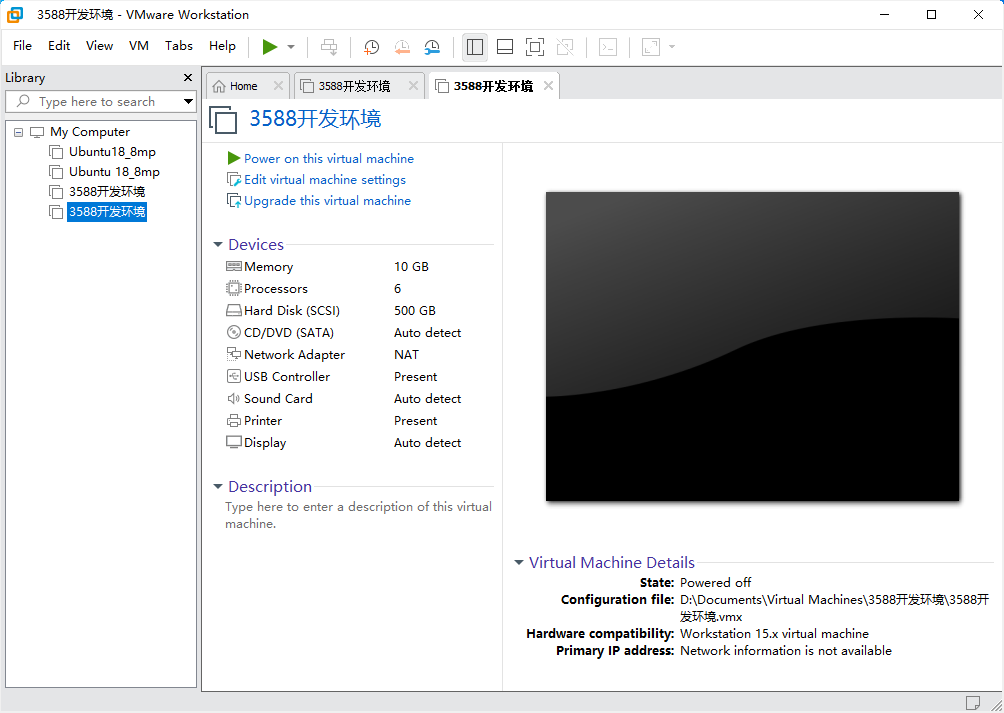 3588开发环境 - VMware Workstation
File Edit View VM Tabs Help
Library
Type here to search
My Computer
Ubuntu18_8mp
Ubuntu 18_8mp
3588开发环境
3588开发环境
Home
3588开发环境
3588开发环境
3588开发环境
Power on this virtual machine
Edit virtual machine settings
Upgrade this virtual machine
Devices
Memory 10 GB
Processors 6
Hard Disk (SCSI) 500 GB
CD/DVD (SATA) Auto detect
Network Adapter NAT
USB Controller Present
Sound Card Auto detect
Printer Present
Display Auto detect
Description
Type here to enter a description of this virtual
machine.
Virtual Machine Details
State: Powered off
Configuration file: D:\Documents\Virtual Machines\3588开发环境\3588开
发环境.vmx
Hardware compatibility: Workstation 15.x virtual machine
Primary IP address: Network information is not available